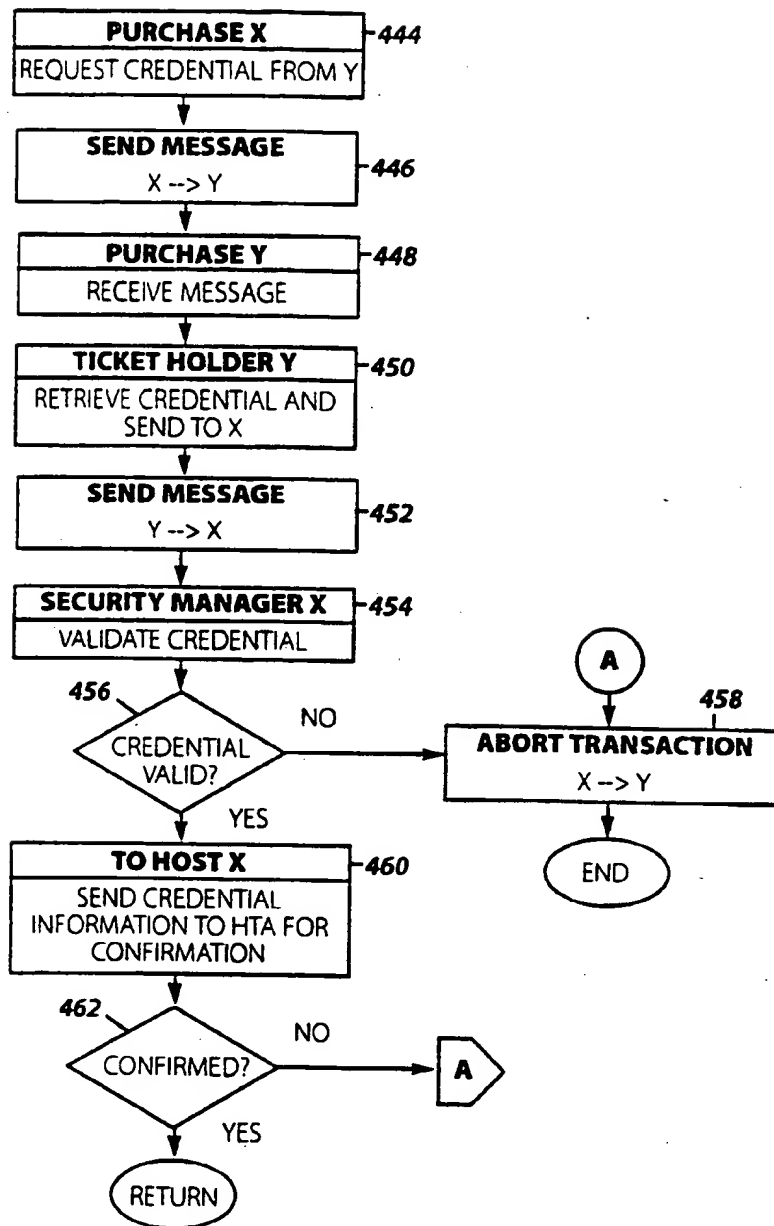 PURCHASE X
444
REQUEST CREDENTIAL FROM Y
SEND MESSAGE
446
X --> Y
PURCHASE Y
448
RECEIVE MESSAGE
TICKET HOLDER Y
450
RETRIEVE CREDENTIAL AND
SEND TO X
SEND MESSAGE
452
Y --> X
SECURITY MANAGER X
454
VALIDATE CREDENTIAL
456
CREDENTIAL
VALID?
NO
YES
A
458
ABORT TRANSACTION
X --> Y
END
TO HOST X
460
SEND CREDENTIAL
INFORMATION TO HTA FOR
CONFIRMATION
462
CONFIRMED?
NO
A
YES
RETURN